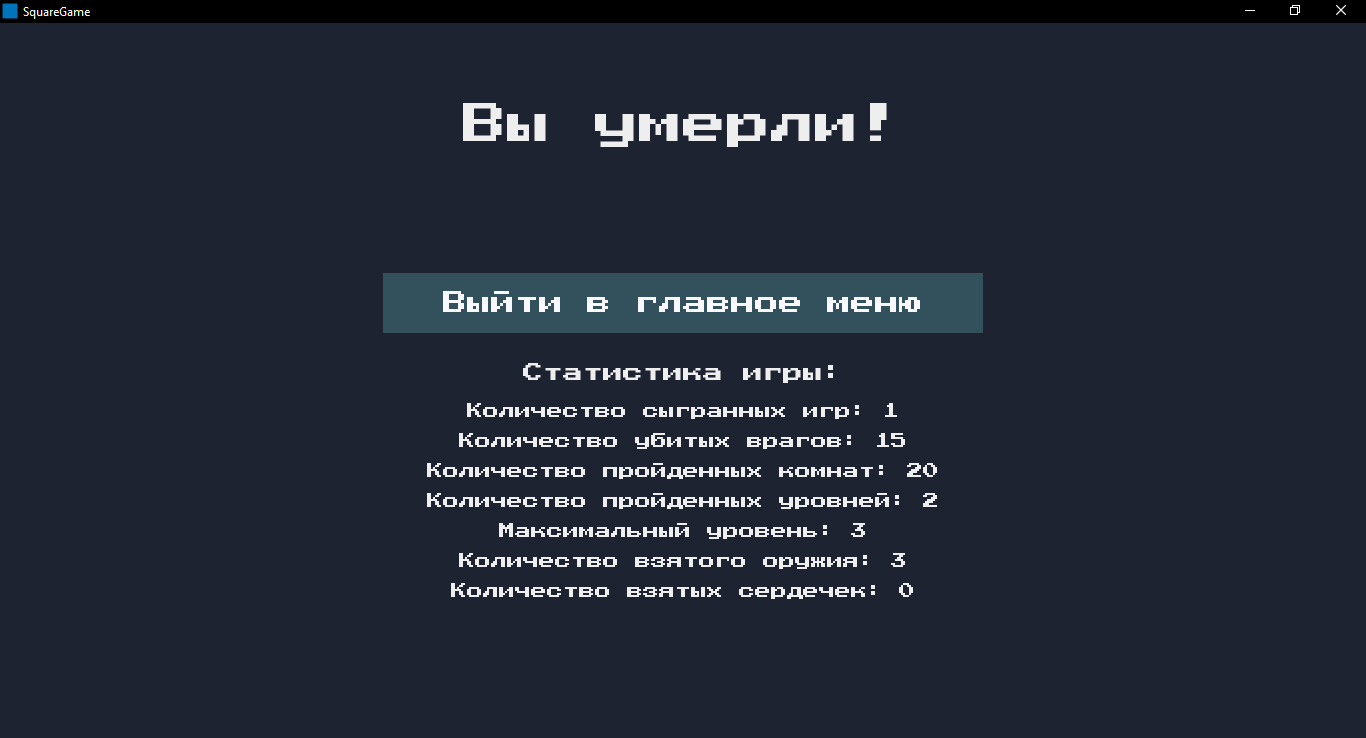 SquareGame
Вы умерли!
Выйти в главное меню
Статистика игры:
Количество сыгранных игр: 1
Количество убитых врагов: 15
Количество пройденных комнат: 20
Количество пройденных уровней: 2
Максимальный уровень: 3
Количество взятого оружия: 3
Количество взятых сердечек: 0